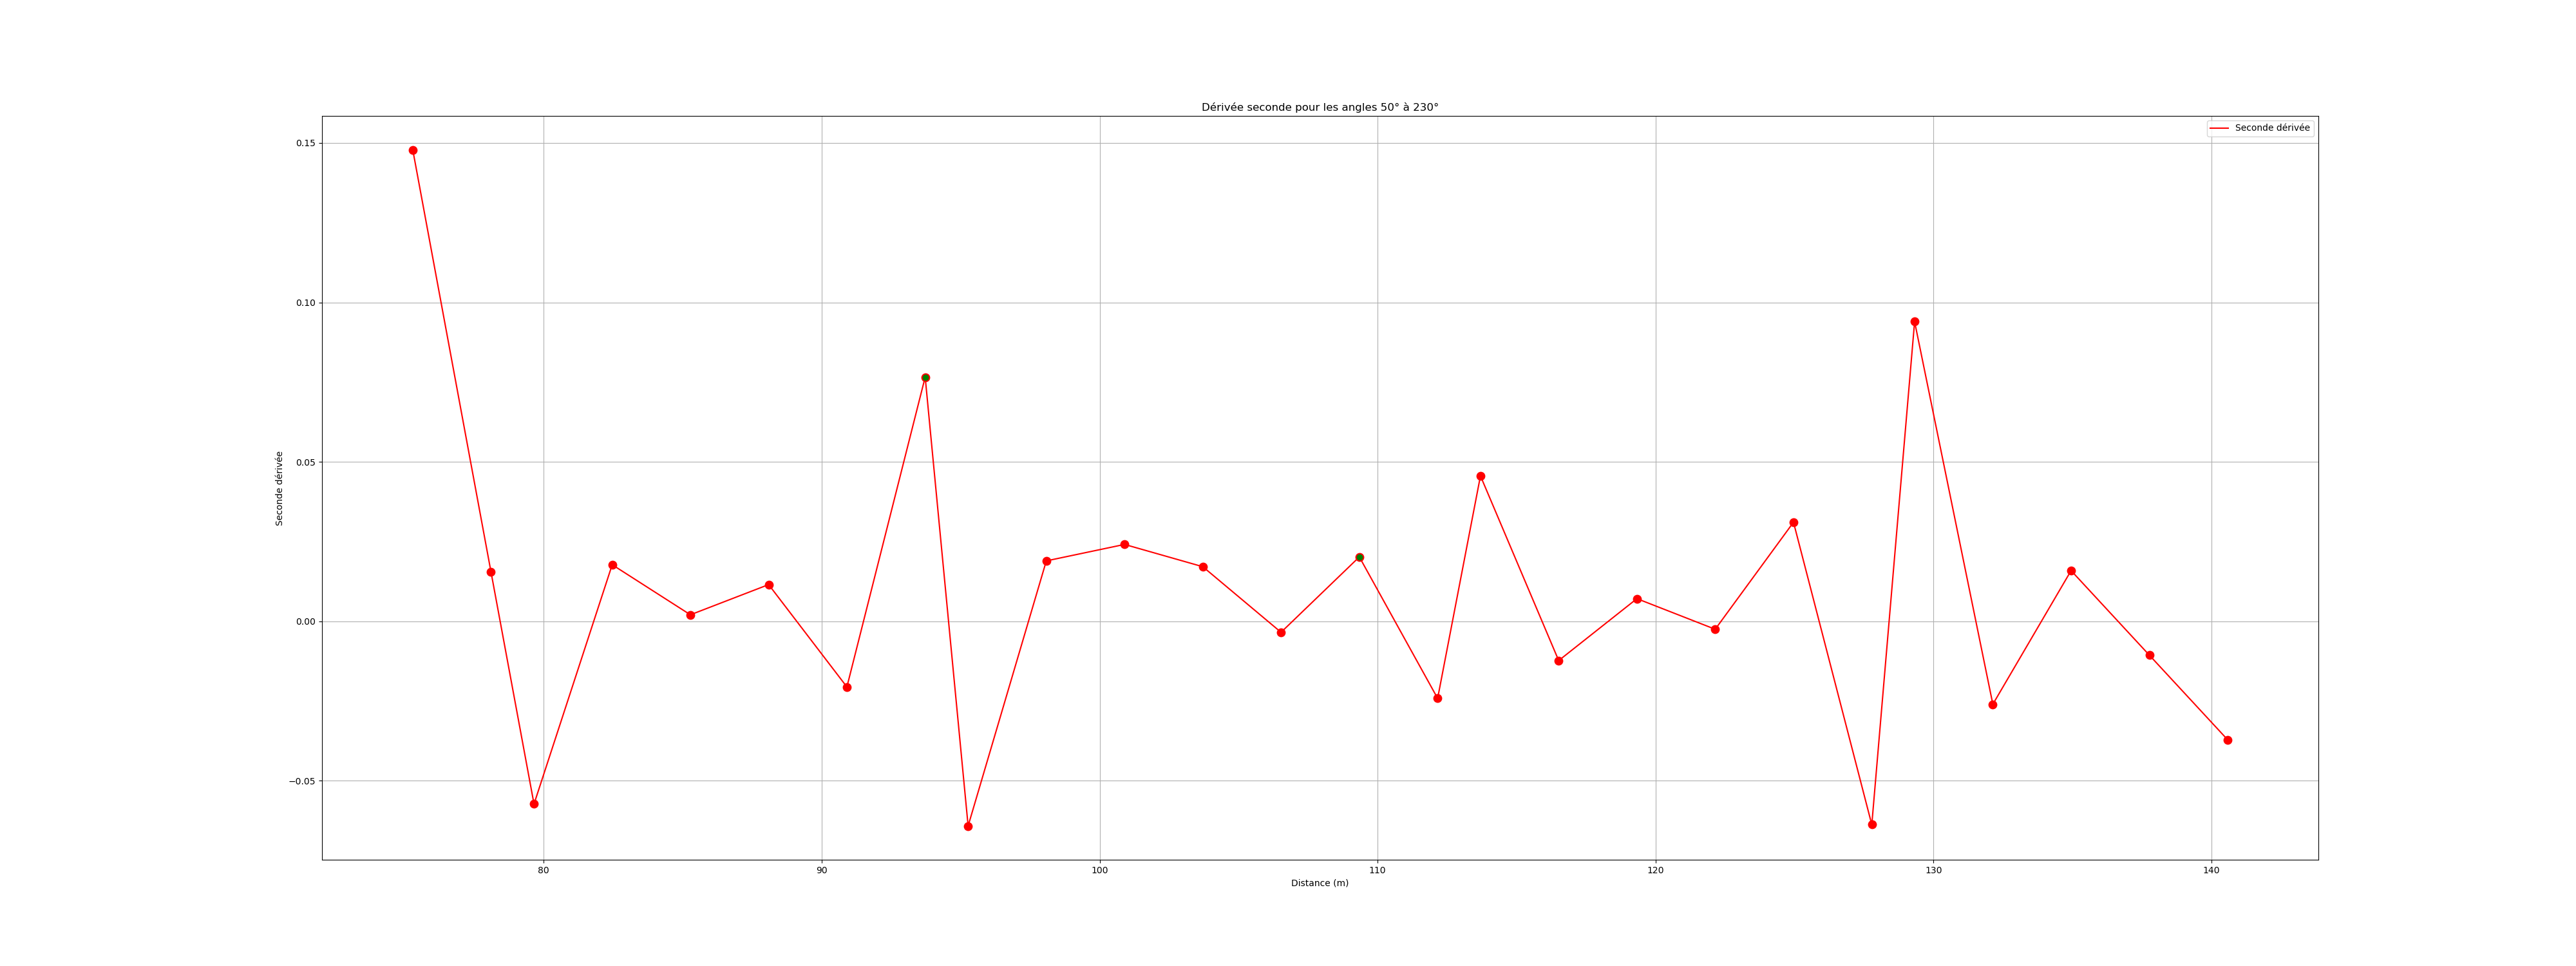 Dérivée seconde pour les angles 50° à 230°
Seconde dérivée
0.15
0.10
0.05
0.00
−0.05
Seconde dérivée
80 90 100 110 120 130 140
Distance (m)